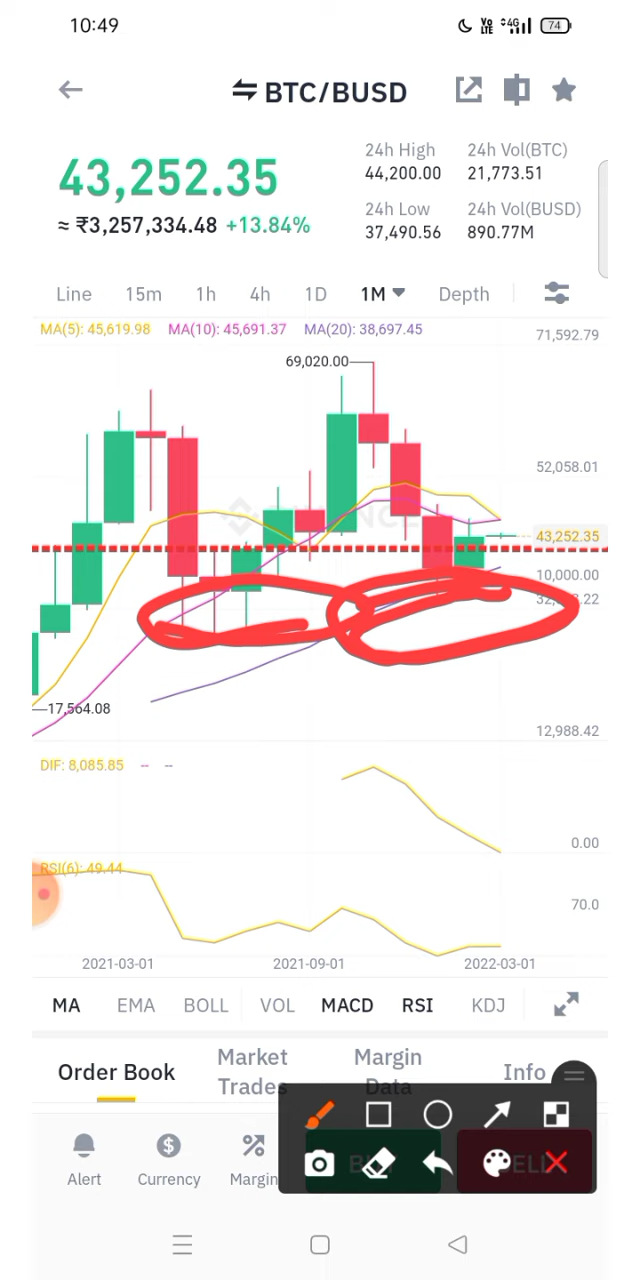 10:49
Vo LTE 4G 74
BTC/BUSD
43,252.35
≈ ₹3,257,334.48 +13.84%
24h High
44,200.00
24h Vol(BTC)
21,773.51
24h Low
37,490.56
24h Vol(BUSD)
890.77M
Line 15m 1h 4h 1D 1M Depth
MA(5): 45,619.98 MA(10): 45,691.37 MA(20): 38,697.45
71,592.79
69,020.00
52,058.01
43,252.35
10,000.00
17,564.08
12,988.42
DIF: 8,085.85 -- --
0.00
RSI(6): 49.44
70.0
2021-03-01 2021-09-01 2022-03-01
MA EMA BOLL VOL MACD RSI KDJ
Order Book
Market
Trades
Margin
Data
Info
Alert Currency Margin